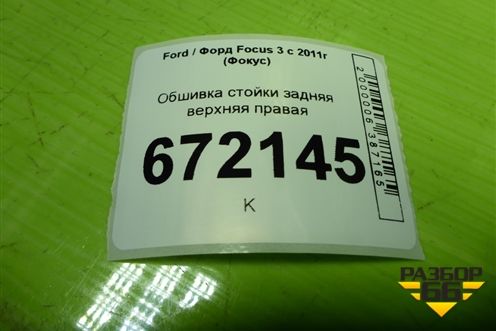 Ford / Форд Focus 3 с 2011г
(Фокус)
Обшивка стойки задняя
верхняя правая
672145
К
2000006387165
РАЗБОР
66